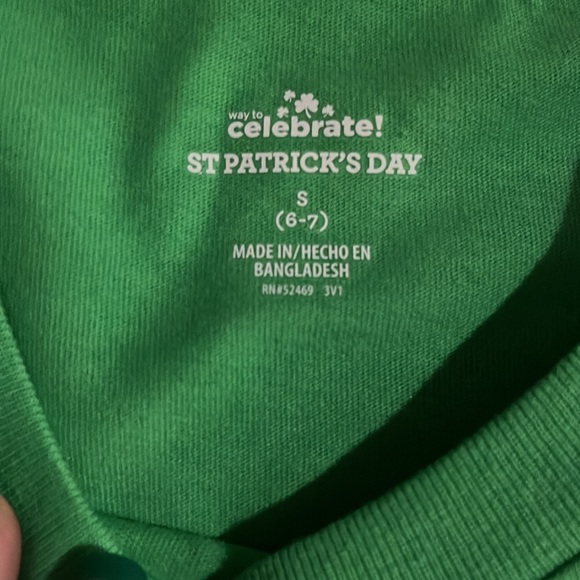 way to
celebrate!
ST PATRICK'S DAY
S
(6-7)
MADE IN/HECHO EN
BANGLADESH
RN#52469 3V1